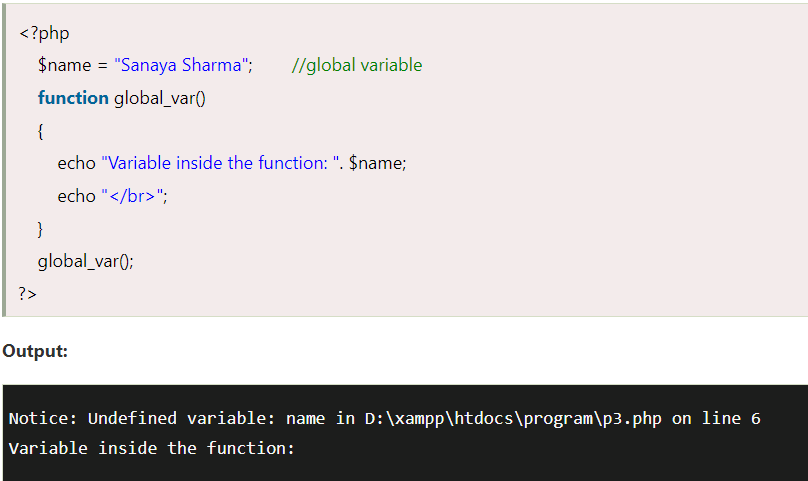 <?php
$name = "Sanaya Sharma"; //global variable
function global_var()
{
echo "Variable inside the function: ". $name;
echo "</br>";
}
global_var();
?>
Output:
Notice: Undefined variable: name in D:\xampp\htdocs\program\p3.php on line 6
Variable inside the function: